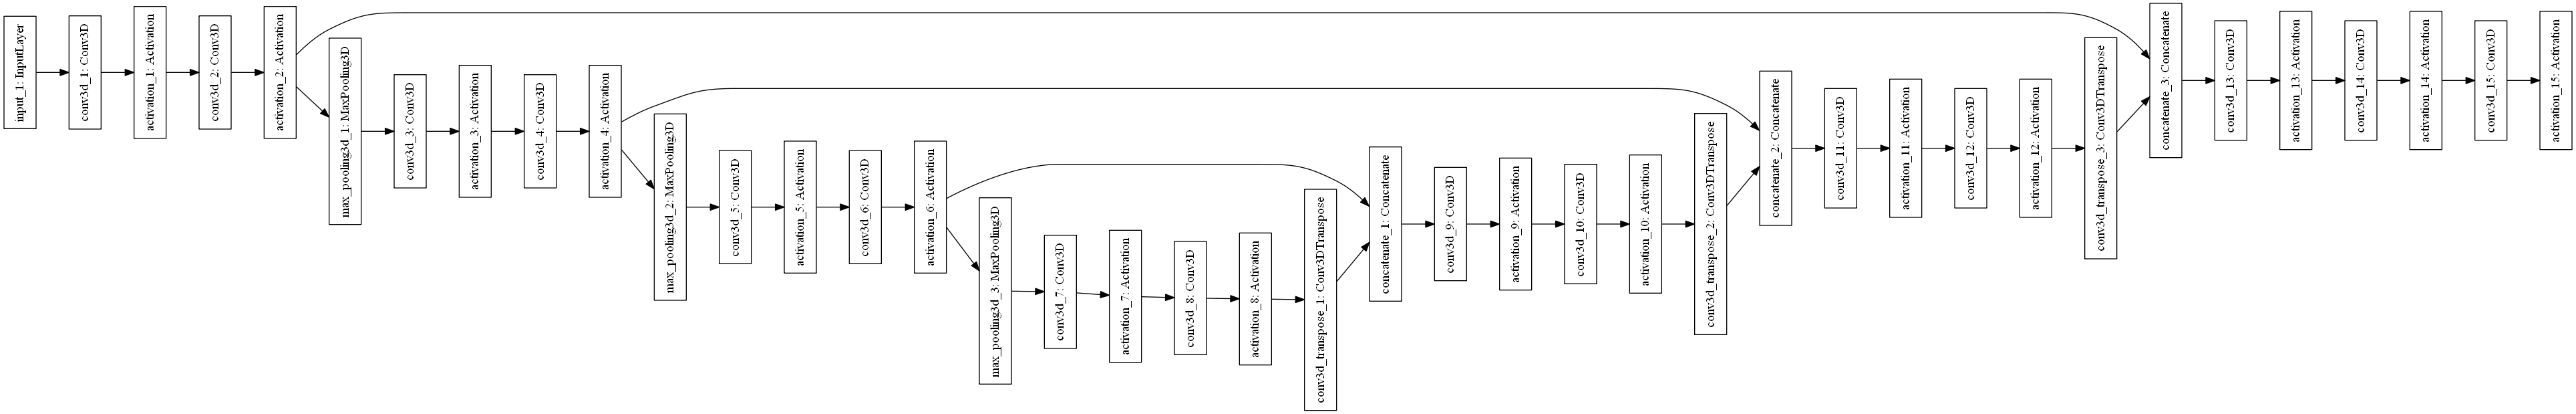 input_1: InputLayer
conv3d_1: Conv3D
activation_1: Activation
conv3d_2: Conv3D
activation_2: Activation
max_pooling3d_1: MaxPooling3D
conv3d_3: Conv3D
activation_3: Activation
conv3d_4: Conv3D
activation_4: Activation
max_pooling3d_2: MaxPooling3D
conv3d_5: Conv3D
activation_5: Activation
conv3d_6: Conv3D
activation_6: Activation
max_pooling3d_3: MaxPooling3D
conv3d_7: Conv3D
activation_7: Activation
conv3d_8: Conv3D
activation_8: Activation
conv3d_transpose_1: Conv3DTranspose
concatenate_1: Concatenate
conv3d_9: Conv3D
activation_9: Activation
conv3d_10: Conv3D
activation_10: Activation
conv3d_transpose_2: Conv3DTranspose
concatenate_2: Concatenate
conv3d_11: Conv3D
activation_11: Activation
conv3d_12: Conv3D
activation_12: Activation
conv3d_transpose_3: Conv3DTranspose
concatenate_3: Concatenate
conv3d_13: Conv3D
activation_13: Activation
conv3d_14: Conv3D
activation_14: Activation
conv3d_15: Conv3D
activation_15: Activation